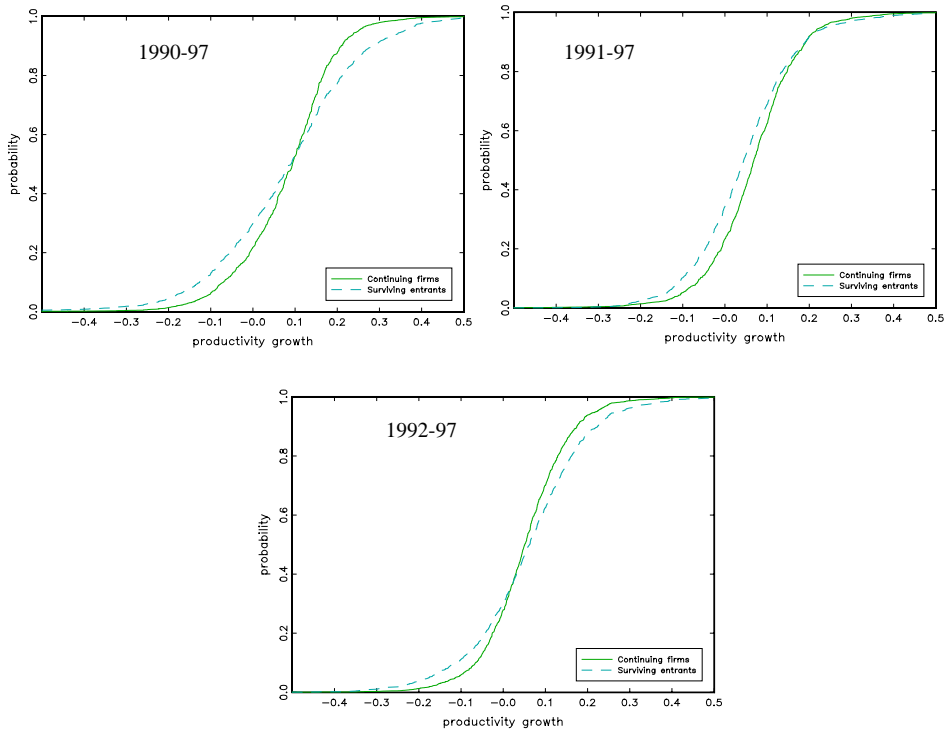 1990-97
probability
0.0 0.2 0.4 0.6 0.8 1.0
Continuing firms
Surviving entrants
−0.4 −0.3 −0.2 −0.1 −0.0 0.1 0.2 0.3 0.4 0.5
productivity growth
1991-97
probability
0.0 0.2 0.4 0.6 0.8 1.0
Continuing firms
Surviving entrants
−0.4 −0.3 −0.2 −0.1 −0.0 0.1 0.2 0.3 0.4 0.5
productivity growth
1992-97
probability
0.0 0.2 0.4 0.6 0.8 1.0
Continuing firms
Surviving entrants
−0.4 −0.3 −0.2 −0.1 −0.0 0.1 0.2 0.3 0.4 0.5
productivity growth